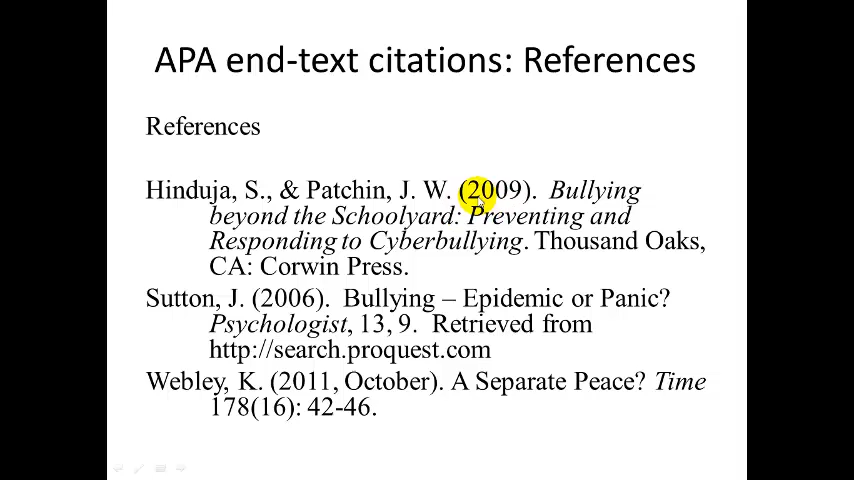 APA end-text citations: References
References
Hinduja, S., & Patchin, J. W. (2009). Bullying
beyond the Schoolyard: Preventing and
Responding to Cyberbullying. Thousand Oaks,
CA: Corwin Press.
Sutton, J. (2006). Bullying – Epidemic or Panic?
Psychologist, 13, 9. Retrieved from
http://search.proquest.com
Webley, K. (2011, October). A Separate Peace? Time
178(16): 42-46.